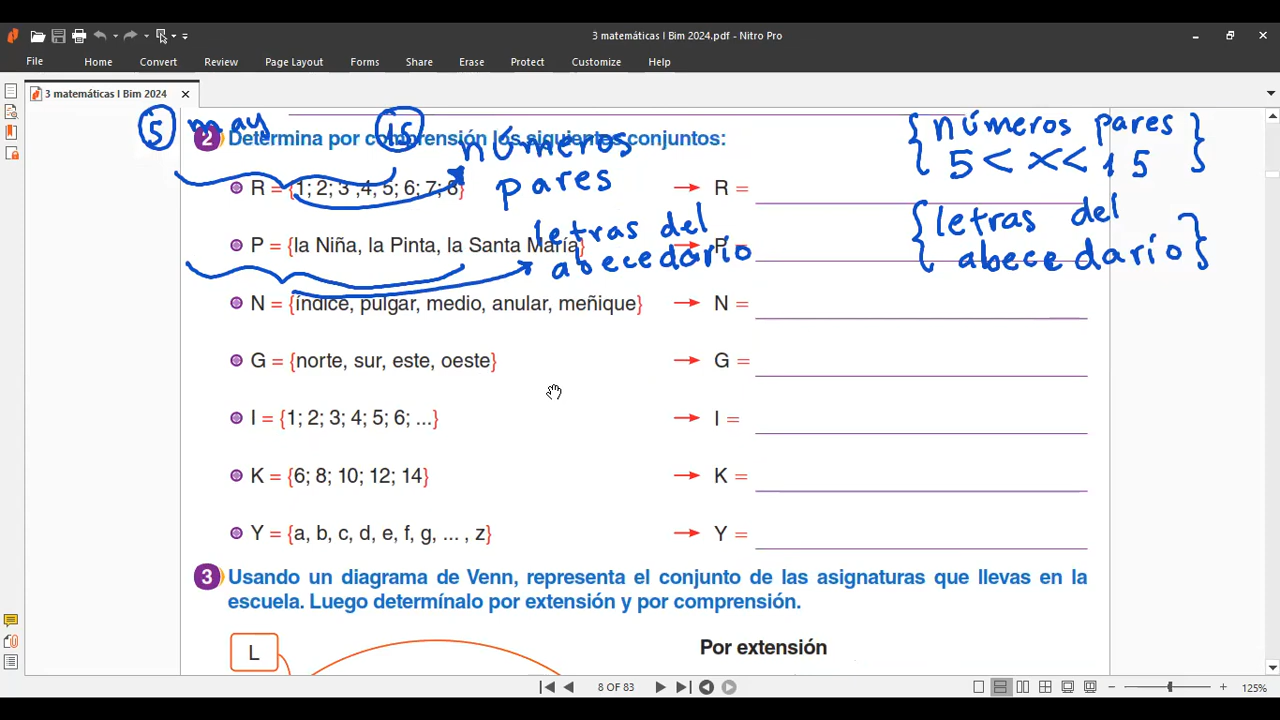 3 matemáticas I Bim 2024.pdf - Nitro Pro
File Home Convert Review Page Layout Forms Share Erase Protect Customize Help
3 matemáticas I Bim 2024
5 may 15
2 Determina por comprensión los siguientes conjuntos:
números
pares
{números pares
5 < x < 15}
R = {1; 2; 3 ,4, 5; 6; 7; 8} → R =
letras del
abecedario
{letras del
abecedario}
P = {la Niña, la Pinta, la Santa María} → P =
N = {índice, pulgar, medio, anular, meñique} → N =
G = {norte, sur, este, oeste} → G =
I = {1; 2; 3; 4; 5; 6; ...} → I =
K = {6; 8; 10; 12; 14} → K =
Y = {a, b, c, d, e, f, g, ... , z} → Y =
3 Usando un diagrama de Venn, representa el conjunto de las asignaturas que llevas en la
escuela. Luego determínalo por extensión y por comprensión.
L
Por extensión
8 OF 83
125%